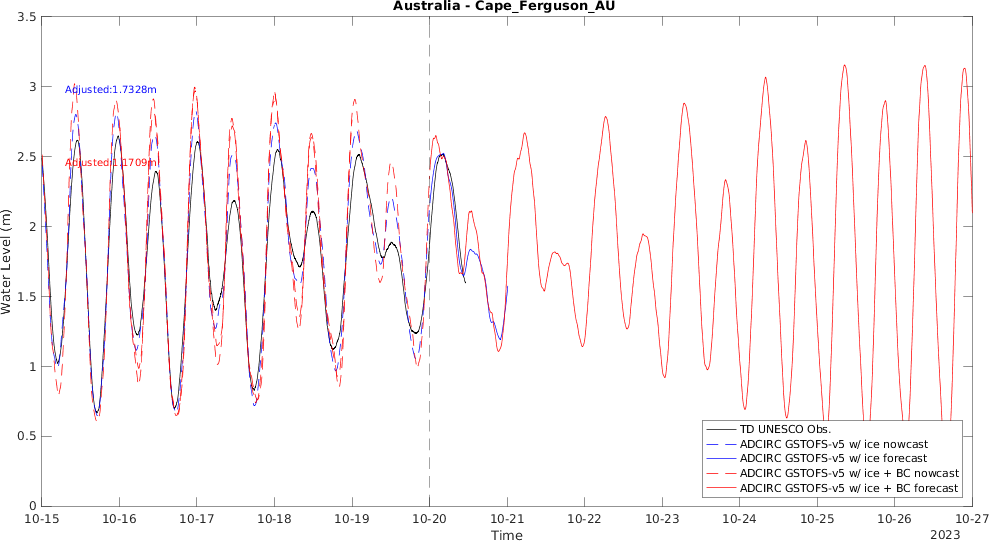 Australia - Cape_Ferguson_AU
3.5
3
2.5
2
1.5
1
0.5
0
Water Level (m)
Adjusted:1.7328m
Adjusted:1.1709m
TD UNESCO Obs.
ADCIRC GSTOFS-v5 w/ ice nowcast
ADCIRC GSTOFS-v5 w/ ice forecast
ADCIRC GSTOFS-v5 w/ ice + BC nowcast
ADCIRC GSTOFS-v5 w/ ice + BC forecast
10-15 10-16 10-17 10-18 10-19 10-20 10-21 10-22 10-23 10-24 10-25 10-26 10-27
Time
2023